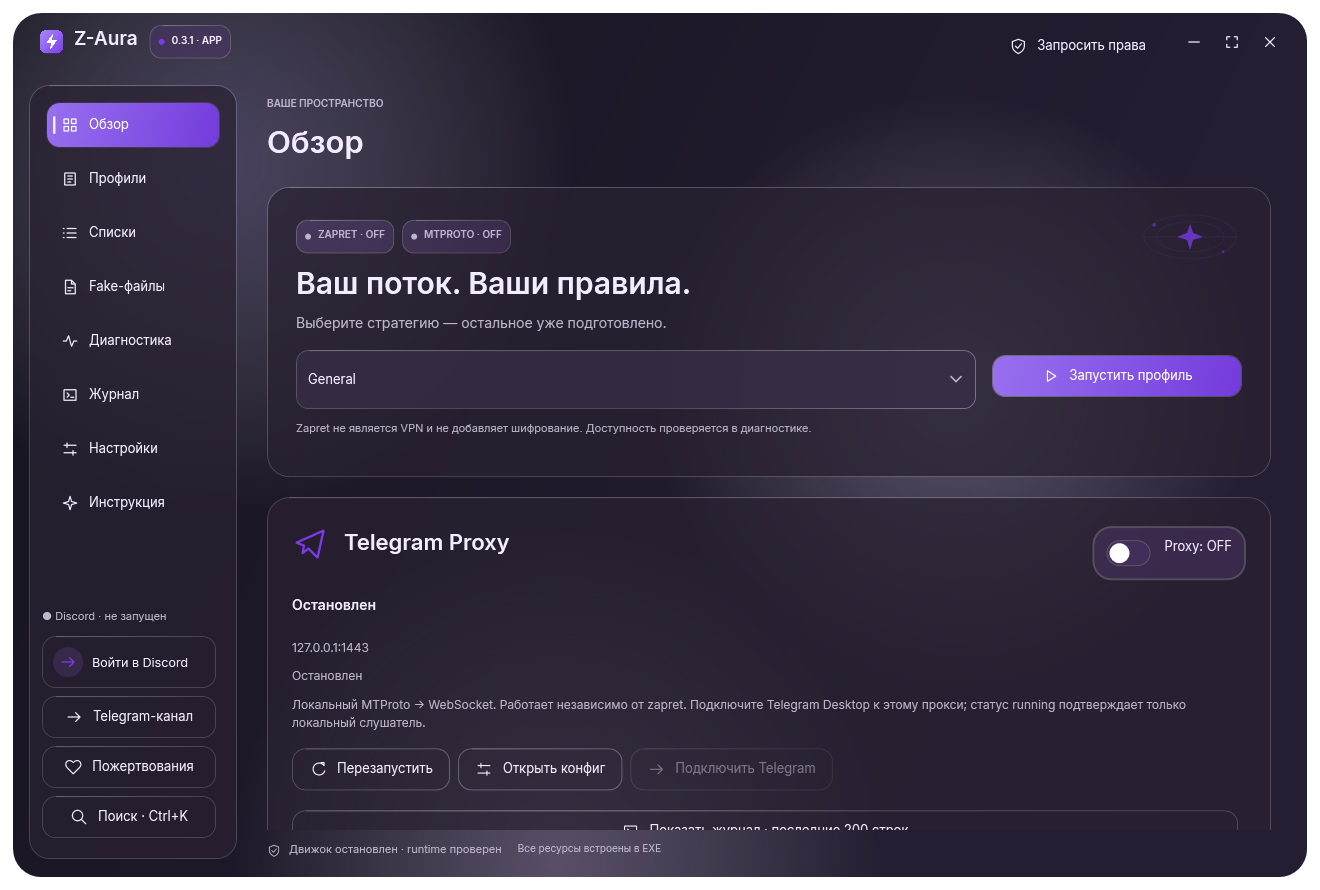 Z-Aura
0.3.1 · APP
Запросить права
Обзор
Профили
Списки
Fake-файлы
Диагностика
Журнал
Настройки
Инструкция
Discord · не запущен
Войти в Discord
Telegram-канал
Пожертвования
Поиск · Ctrl+K
ВАШЕ ПРОСТРАНСТВО
Обзор
ZAPRET · OFF
MTPROTO · OFF
Ваш поток. Ваши правила.
Выберите стратегию — остальное уже подготовлено.
General
Запустить профиль
Zapret не является VPN и не добавляет шифрование. Доступность проверяется в диагностике.
Telegram Proxy
Proxy: OFF
Остановлен
127.0.0.1:1443
Остановлен
Локальный MTProto → WebSocket. Работает независимо от zapret. Подключите Telegram Desktop к этому прокси; статус running подтверждает только
локальный слушатель.
Перезапустить
Открыть конфиг
Подключить Telegram
Показать журнал · последние 200 строк
Движок остановлен · runtime проверен
Все ресурсы встроены в EXE